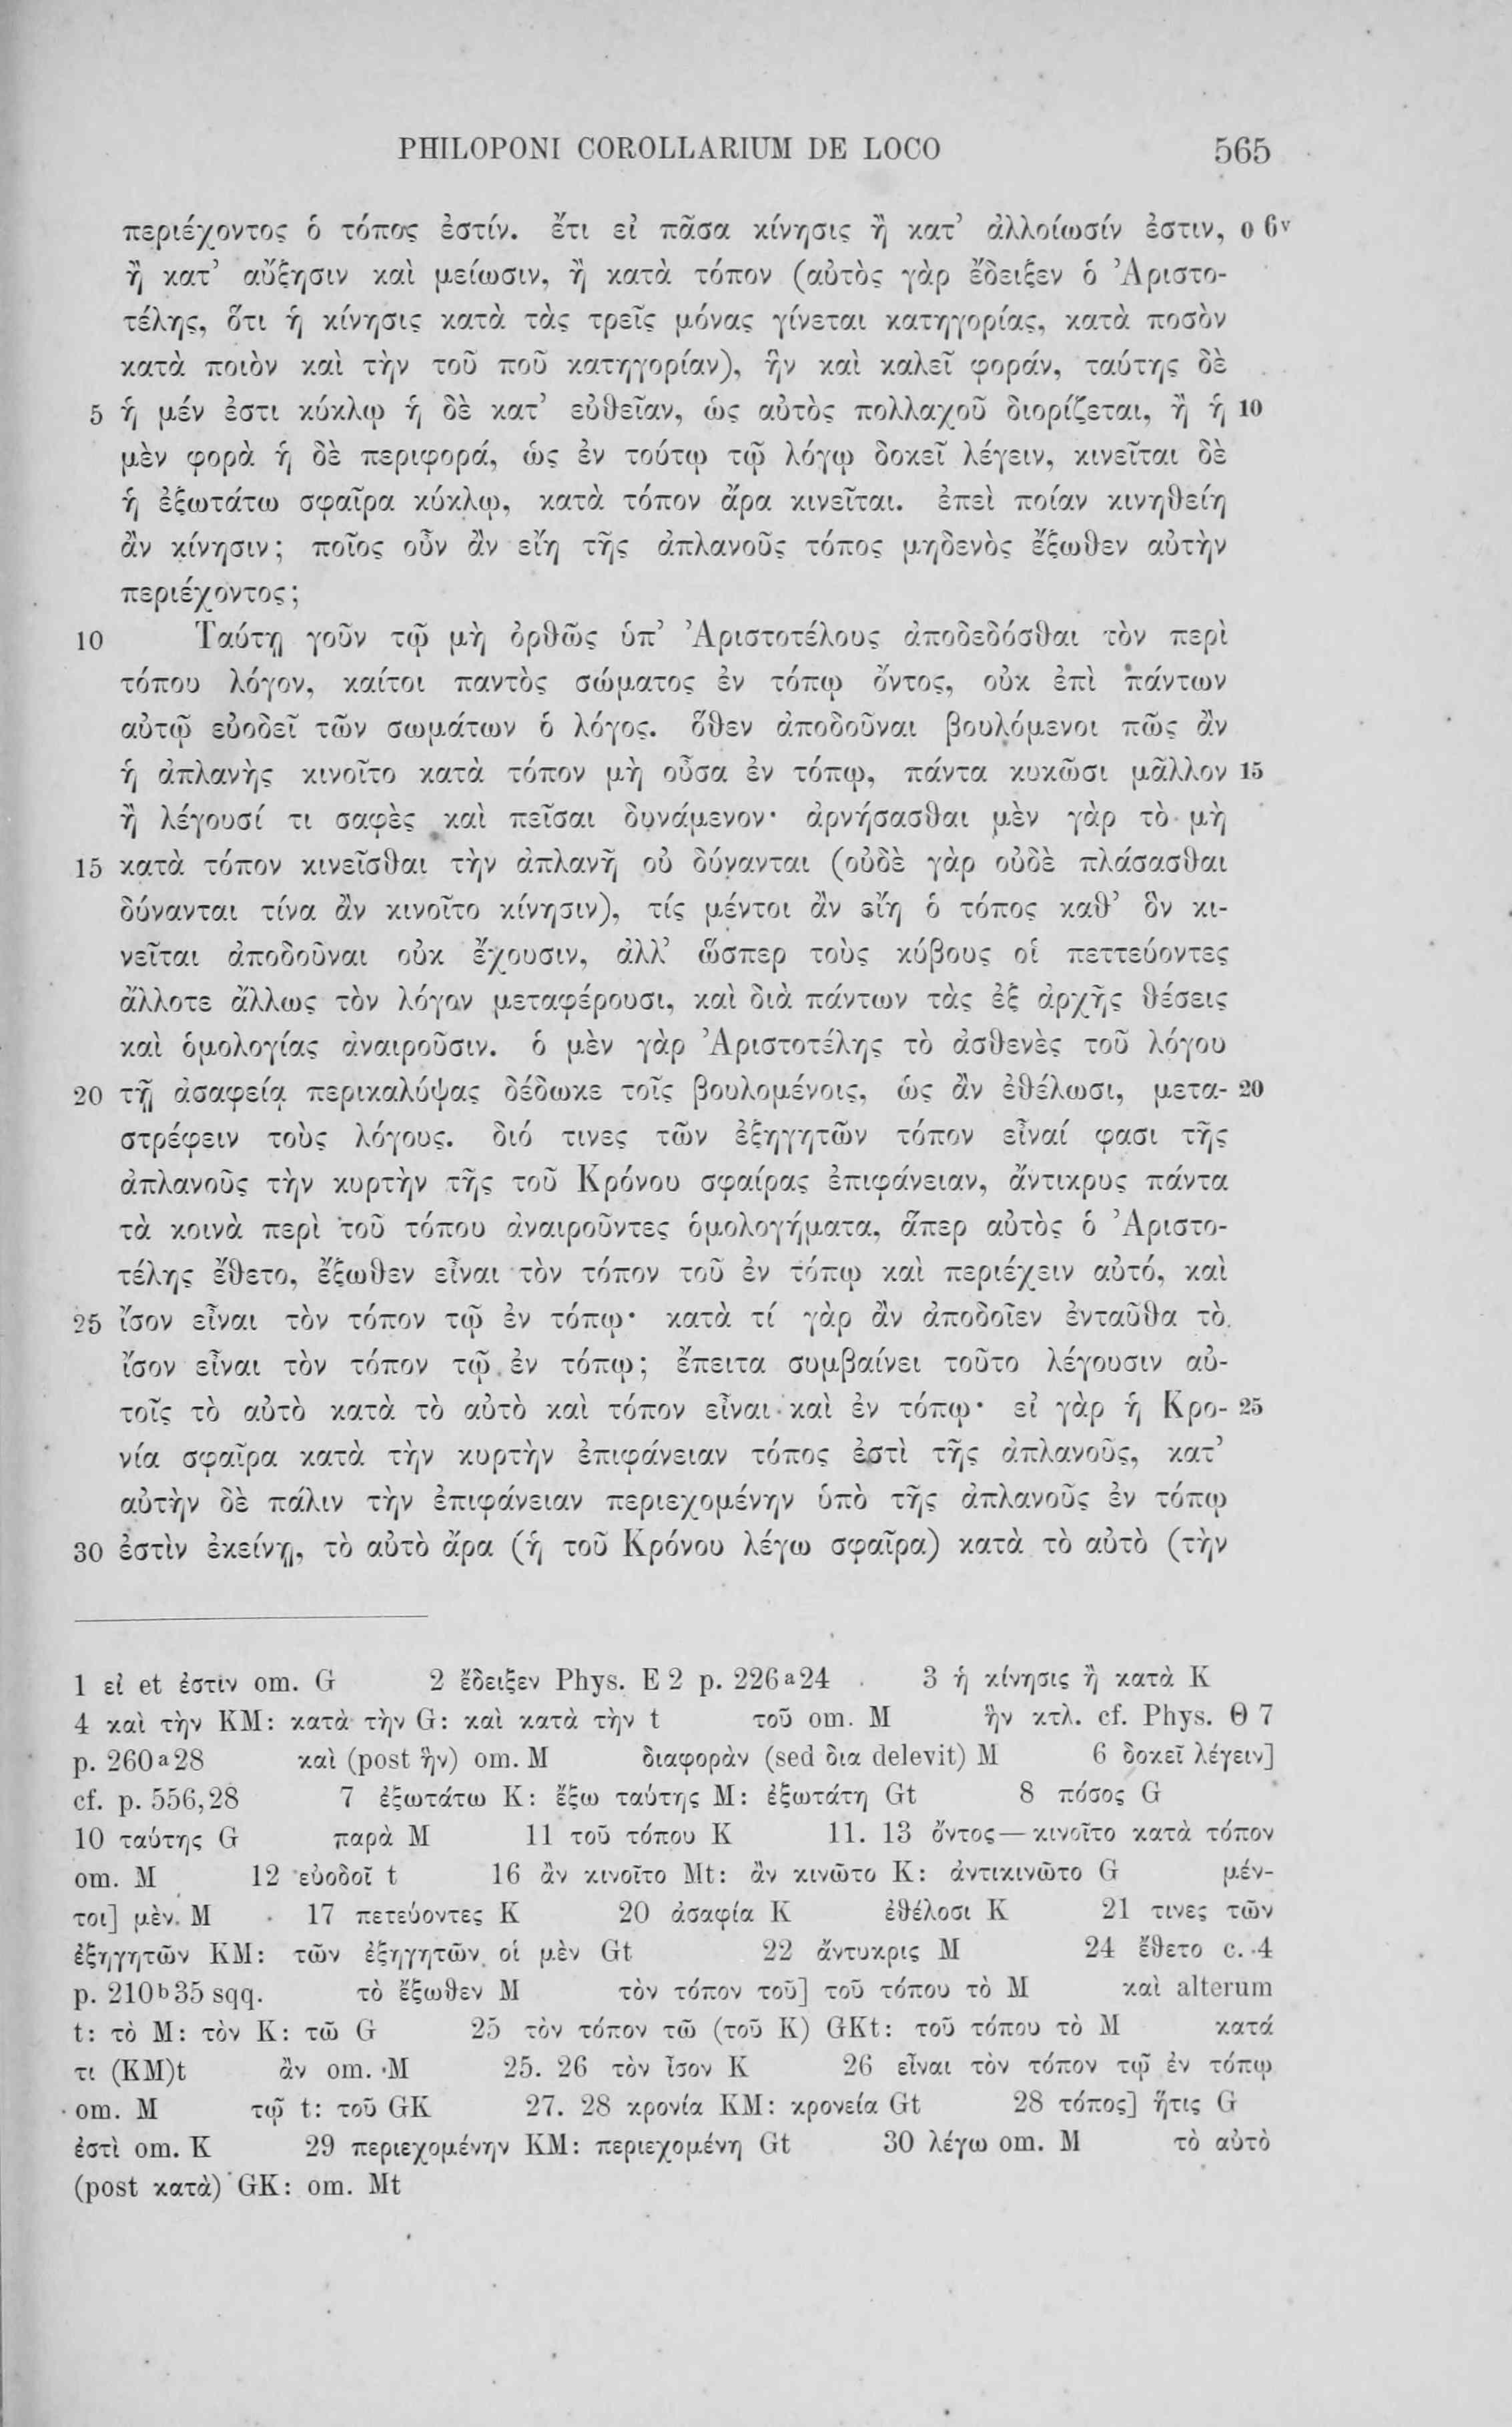 PHILOPONI COROLLARIUM DE LOCO 565
περιέχοντος ὁ τόπος ἐστίν. ἔτι εἰ πᾶσα κίνησις ἢ κατ’ ἀλλοίωσίν ἐστιν, ο 6v
ἢ κατ’ αὔξησιν καὶ μείωσιν, ἢ κατὰ τόπον (αὐτὸς γὰρ ἔδειξεν ὁ Ἀριστο-
τέλης, ὅτι ἡ κίνησις κατὰ τὰς τρεῖς μόνας γίνεται κατηγορίας, κατὰ ποσὸν
κατὰ ποιὸν καὶ τὴν τοῦ ποῦ κατηγορίαν), ἣν καὶ καλεῖ φοράν, ταύτης δὲ
5 ἡ μέν ἐστι κύκλῳ ἡ δὲ κατ’ εὐθεῖαν, ὡς αὐτὸς πολλαχοῦ διορίζεται, ἢ ἡ 10
μὲν φορὰ ἡ δὲ περιφορά, ὡς ἐν τούτῳ τῷ λόγῳ δοκεῖ λέγειν, κινεῖται δὲ
ἡ ἐξωτάτω σφαῖρα κύκλῳ, κατὰ τόπον ἄρα κινεῖται. ἐπεὶ ποίαν κινηθείη
ἂν κίνησιν; ποῖος οὖν ἂν εἴη τῆς ἀπλανοῦς τόπος μηδενὸς ἔξωθεν αὐτὴν
περιέχοντος;
10 Ταύτῃ γοῦν τῷ μὴ ὀρθῶς ὑπ’ Ἀριστοτέλους ἀποδεδόσθαι τὸν περὶ
τόπου λόγον, καίτοι παντὸς σώματος ἐν τόπῳ ὄντος, οὐκ ἐπὶ πάντων
αὐτῷ εὐοδεῖ τῶν σωμάτων ὁ λόγος. ὅθεν ἀποδοῦναι βουλόμενοι πῶς ἂν
ἡ ἀπλανὴς κινοῖτο κατὰ τόπον μὴ οὖσα ἐν τόπῳ, πάντα κυκῶσι μᾶλλον 15
ἢ λέγουσί τι σαφὲς καὶ πεῖσαι δυνάμενον· ἀρνήσασθαι μὲν γὰρ τὸ μὴ
15 κατὰ τόπον κινεῖσθαι τὴν ἀπλανῆ οὐ δύνανται (οὐδὲ γὰρ οὐδὲ πλάσασθαι
δύνανται τίνα ἂν κινοῖτο κίνησιν), τίς μέντοι ἂν εἴη ὁ τόπος καθ’ ὃν κι-
νεῖται ἀποδοῦναι οὐκ ἔχουσιν, ἀλλ’ ὥσπερ τοὺς κύβους οἱ πεττεύοντες
ἄλλοτε ἄλλως τὸν λόγον μεταφέρουσι, καὶ διὰ πάντων τὰς ἐξ ἀρχῆς θέσεις
καὶ ὁμολογίας ἀναιροῦσιν. ὁ μὲν γὰρ Ἀριστοτέλης τὸ ἀσθενὲς τοῦ λόγου
20 τῇ ἀσαφείᾳ περικαλύψας δέδωκε τοῖς βουλομένοις, ὡς ἂν ἐθέλωσι, μετα- 20
στρέφειν τοὺς λόγους. διό τινες τῶν ἐξηγητῶν τόπον εἶναί φασι τῆς
ἀπλανοῦς τὴν κυρτὴν τῆς τοῦ Κρόνου σφαίρας ἐπιφάνειαν, ἄντικρυς πάντα
τὰ κοινὰ περὶ τοῦ τόπου ἀναιροῦντες ὁμολογήματα, ἅπερ αὐτὸς ὁ Ἀριστο-
τέλης ἔθετο, ἔξωθεν εἶναι τὸν τόπον τοῦ ἐν τόπῳ καὶ περιέχειν αὐτό, καὶ
25 ἴσον εἶναι τὸν τόπον τῷ ἐν τόπῳ· κατὰ τί γὰρ ἂν ἀποδοῖεν ἐνταῦθα τὸ
ἴσον εἶναι τὸν τόπον τῷ ἐν τόπῳ; ἔπειτα συμβαίνει τοῦτο λέγουσιν αὐ-
τοῖς τὸ αὐτὸ κατὰ τὸ αὐτὸ καὶ τόπον εἶναι καὶ ἐν τόπῳ· εἰ γὰρ ἡ Κρο- 25
νία σφαῖρα κατὰ τὴν κυρτὴν ἐπιφάνειαν τόπος ἐστὶ τῆς ἀπλανοῦς, κατ’
αὐτὴν δὲ πάλιν τὴν ἐπιφάνειαν περιεχομένην ὑπὸ τῆς ἀπλανοῦς ἐν τόπῳ
30 ἐστὶν ἐκείνῃ, τὸ αὐτὸ ἄρα (ἡ τοῦ Κρόνου λέγω σφαῖρα) κατὰ τὸ αὐτὸ (τὴν
1 εἰ et ἐστίν om. G 2 ἔδειξεν Phys. E 2 p. 226a24 3 ἡ κίνησις ἢ κατὰ K
4 καὶ τὴν KM: κατὰ τὴν G: καὶ κατὰ τὴν t τοῦ om. M ἣν κτλ. cf. Phys. Θ 7
p. 260a28 καὶ (post ἣν) om. M διαφορὰν (sed δια delevit) M 6 δοκεῖ λέγειν]
cf. p. 556,28 7 ἐξωτάτω K: ἔξω ταύτης M: ἐξωτάτη Gt 8 πόσος G
10 ταύτης G παρὰ M 11 τοῦ τόπου K 11. 13 ὄντος — κινοῖτο κατὰ τόπον
om. M 12 εὐοδοῖ t 16 ἂν κινοῖτο Mt: ἂν κινῶτο K: ἀντικινῶτο G μέν-
τοι] μὲν M 17 πετεύοντες K 20 ἀσαφία K ἐθέλοσι K 21 τινες τῶν
ἐξηγητῶν KM: τῶν ἐξηγητῶν οἱ μὲν Gt 22 ἄντυκρις M 24 ἔθετο c. 4
p. 210b35 sqq. τὸ ἔξωθεν M τὸν τόπον τοῦ] τοῦ τόπου τὸ M καὶ alterum
t: τὸ M: τὸν K: τῶ G 25 τὸν τόπον τῶ (τοῦ K) GKt: τοῦ τόπου τὸ M κατά
τι (KM)t ἂν om. M 25. 26 τὸν ἶσον K 26 εἶναι τὸν τόπον τῷ ἐν τόπῳ
om. M τῷ t: τοῦ GK 27. 28 κρονία KM: κρονεία Gt 28 τόπος] ἥτις G
ἐστὶ om. K 29 περιεχομένην KM: περιεχομένη Gt 30 λέγω om. M τὸ αὐτὸ
(post κατὰ) GK: om. Mt